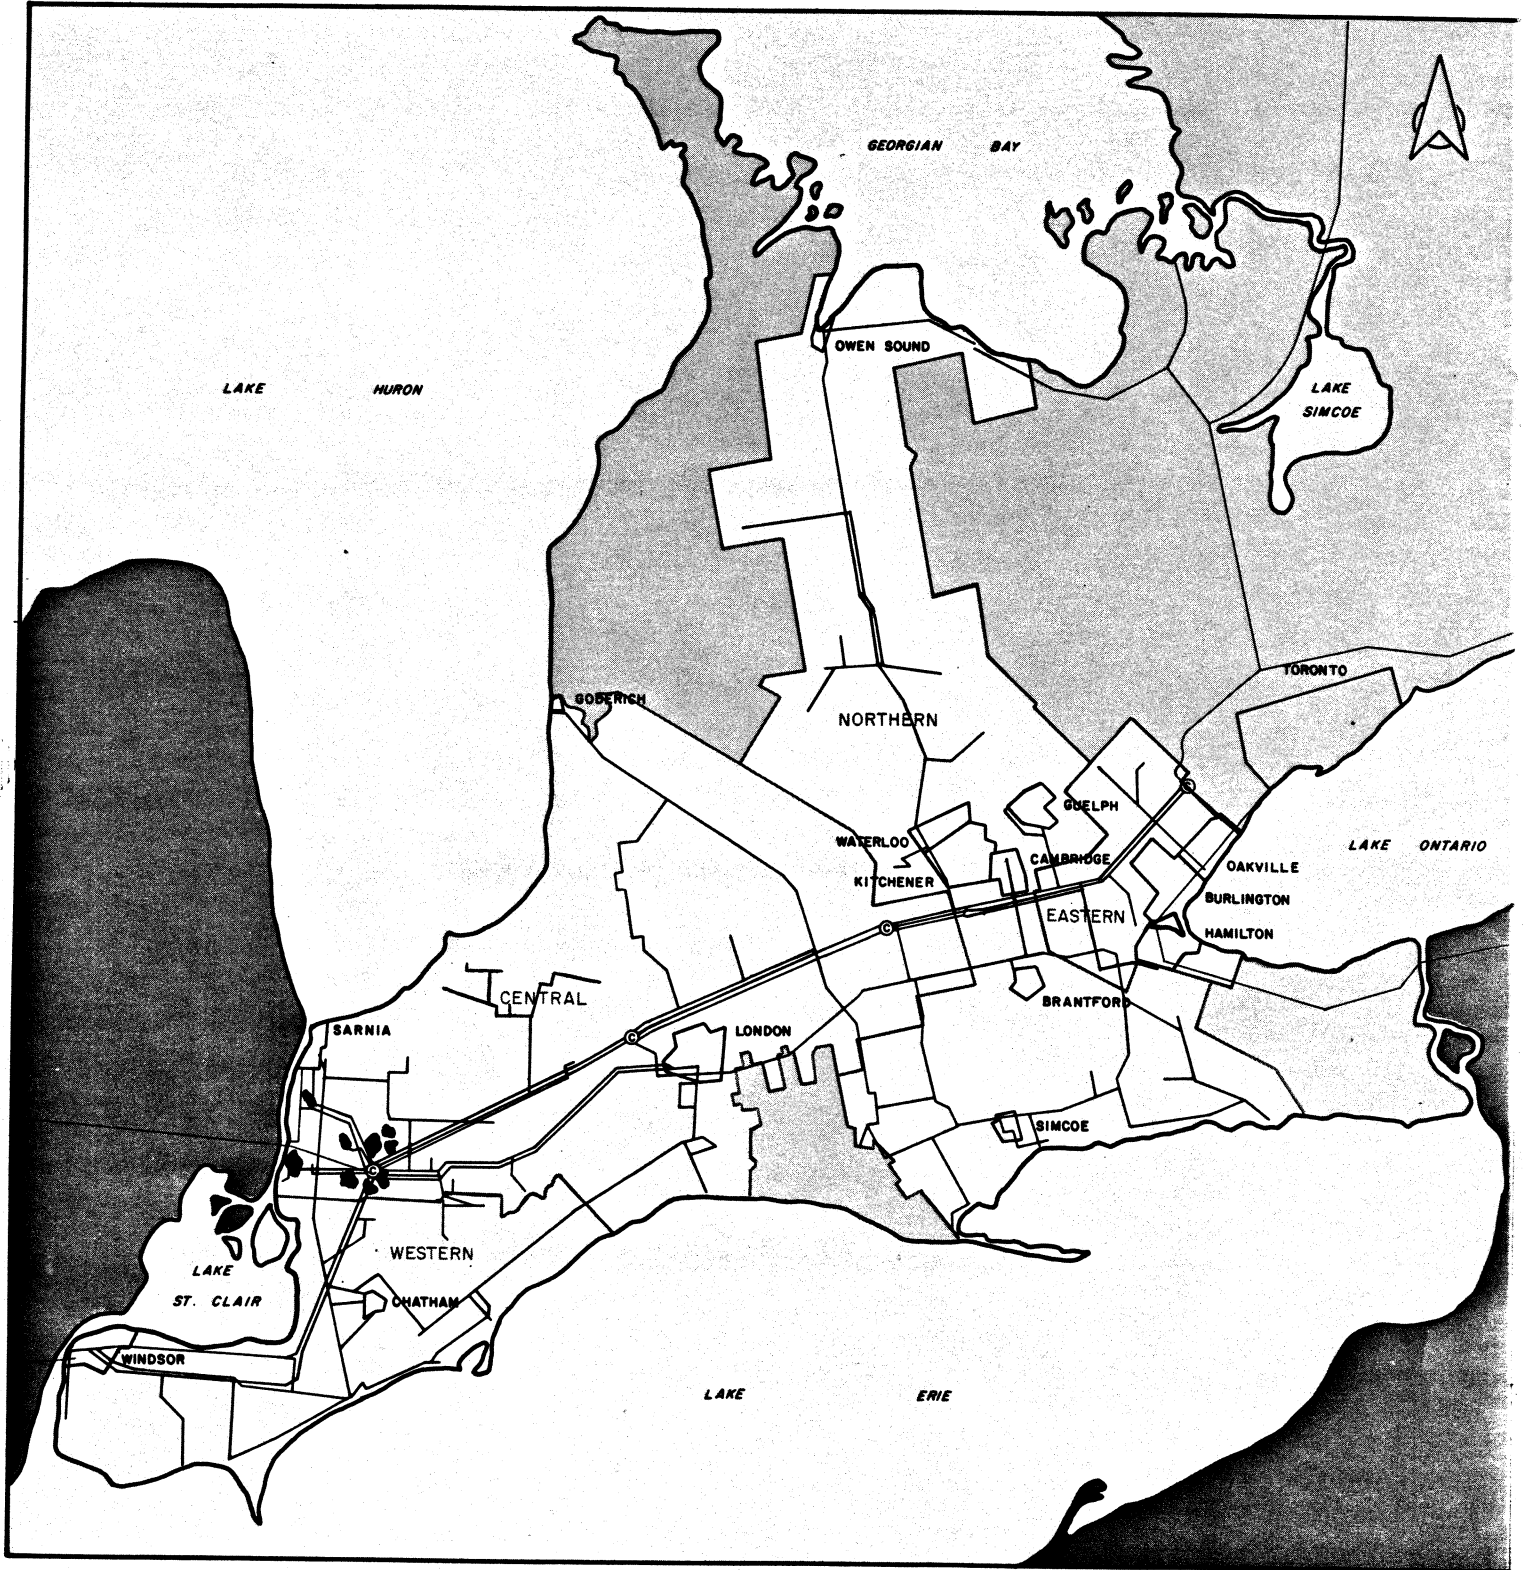 GEORGIAN BAY
OWEN SOUND
LAKE HURON
LAKE
SIMCOE
TORONTO
GODERICH
NORTHERN
GUELPH
WATERLOO
LAKE ONTARIO
CAMBRIDGE
OAKVILLE
KITCHENER
BURLINGTON
EASTERN
C
C
HAMILTON
CENTRAL
BRANTFORD
SARNIA
LONDON
C
SIMCOE
C
WESTERN
LAKE
ST. CLAIR
CHATHAM
WINDSOR
LAKE ERIE